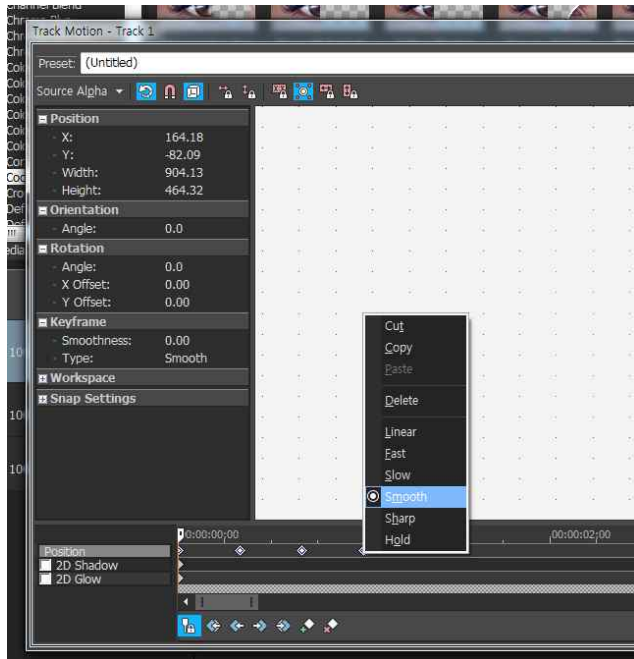 Track Motion - Track 1
Preset: (Untitled)
Source Alpha
Position
X: 164.18
Y: -82.09
Width: 904.13
Height: 464.32
Orientation
Angle: 0.0
Rotation
Angle: 0.0
X Offset: 0.00
Y Offset: 0.00
Keyframe
Smoothness: 0.00
Type: Smooth
Workspace
Snap Settings
Cut
Copy
Paste
Delete
Linear
Fast
Slow
Smooth
Sharp
Hold
0:00:00;00
,00:00:02;00
Position
2D Shadow
2D Glow